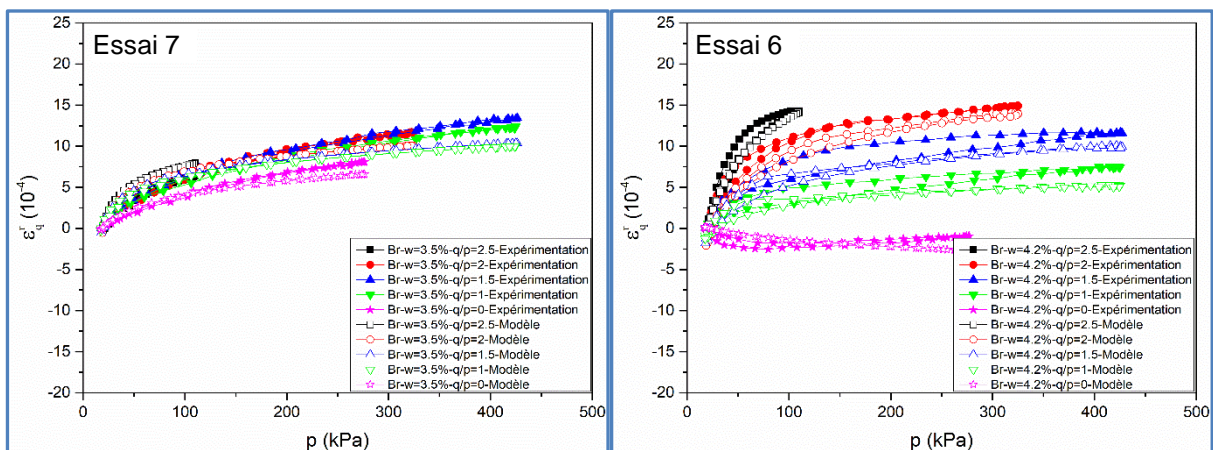 Essai 7
25
20
15
10
5
0
-5
-10
-15
-20
0
100
200
300
400
500
ε_q^r (10⁻⁴)
p (kPa)
Br-w=3.5%-q/p=2.5-Expérimentation
Br-w=3.5%-q/p=2-Expérimentation
Br-w=3.5%-q/p=1.5-Expérimentation
Br-w=3.5%-q/p=1-Expérimentation
Br-w=3.5%-q/p=0-Expérimentation
Br-w=3.5%-q/p=2.5-Modèle
Br-w=3.5%-q/p=2-Modèle
Br-w=3.5%-q/p=1.5-Modèle
Br-w=3.5%-q/p=1-Modèle
Br-w=3.5%-q/p=0-Modèle
Essai 6
25
20
15
10
5
0
-5
-10
-15
-20
0
100
200
300
400
500
ε_q^r (10⁻⁴)
p (kPa)
Br-w=4.2%-q/p=2.5-Expérimentation
Br-w=4.2%-q/p=2-Expérimentation
Br-w=4.2%-q/p=1.5-Expérimentation
Br-w=4.2%-q/p=1-Expérimentation
Br-w=4.2%-q/p=0-Expérimentation
Br-w=4.2%-q/p=2.5-Modèle
Br-w=4.2%-q/p=2-Modèle
Br-w=4.2%-q/p=1.5-Modèle
Br-w=4.2%-q/p=1-Modèle
Br-w=4.2%-q/p=0-Modèle